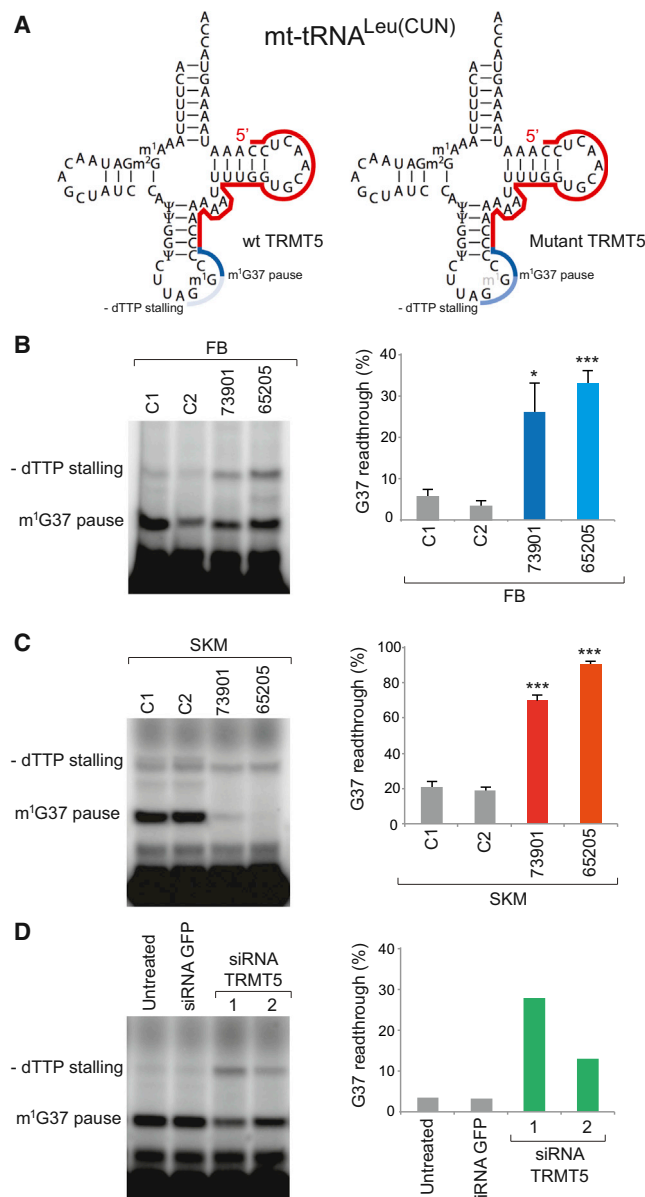 A
mt-tRNA Leu(CUN)
5'
wt TRMT5
m1G37 pause
- dTTP stalling
5'
Mutant TRMT5
m1G37 pause
- dTTP stalling
B
FB
C1 C2 73901 65205
- dTTP stalling
m1G37 pause
G37 readthrough (%)
40
30
20
10
0
* ***
C1 C2 73901 65205
FB
C
SKM
C1 C2 73901 65205
- dTTP stalling
m1G37 pause
G37 readthrough (%)
100
80
60
40
20
0
*** ***
C1 C2 73901 65205
SKM
D
Untreated siRNA GFP siRNA
TRMT5
1 2
- dTTP stalling
m1G37 pause
G37 readthrough (%)
40
30
20
10
0
Untreated siRNA GFP 1 2
siRNA
TRMT5